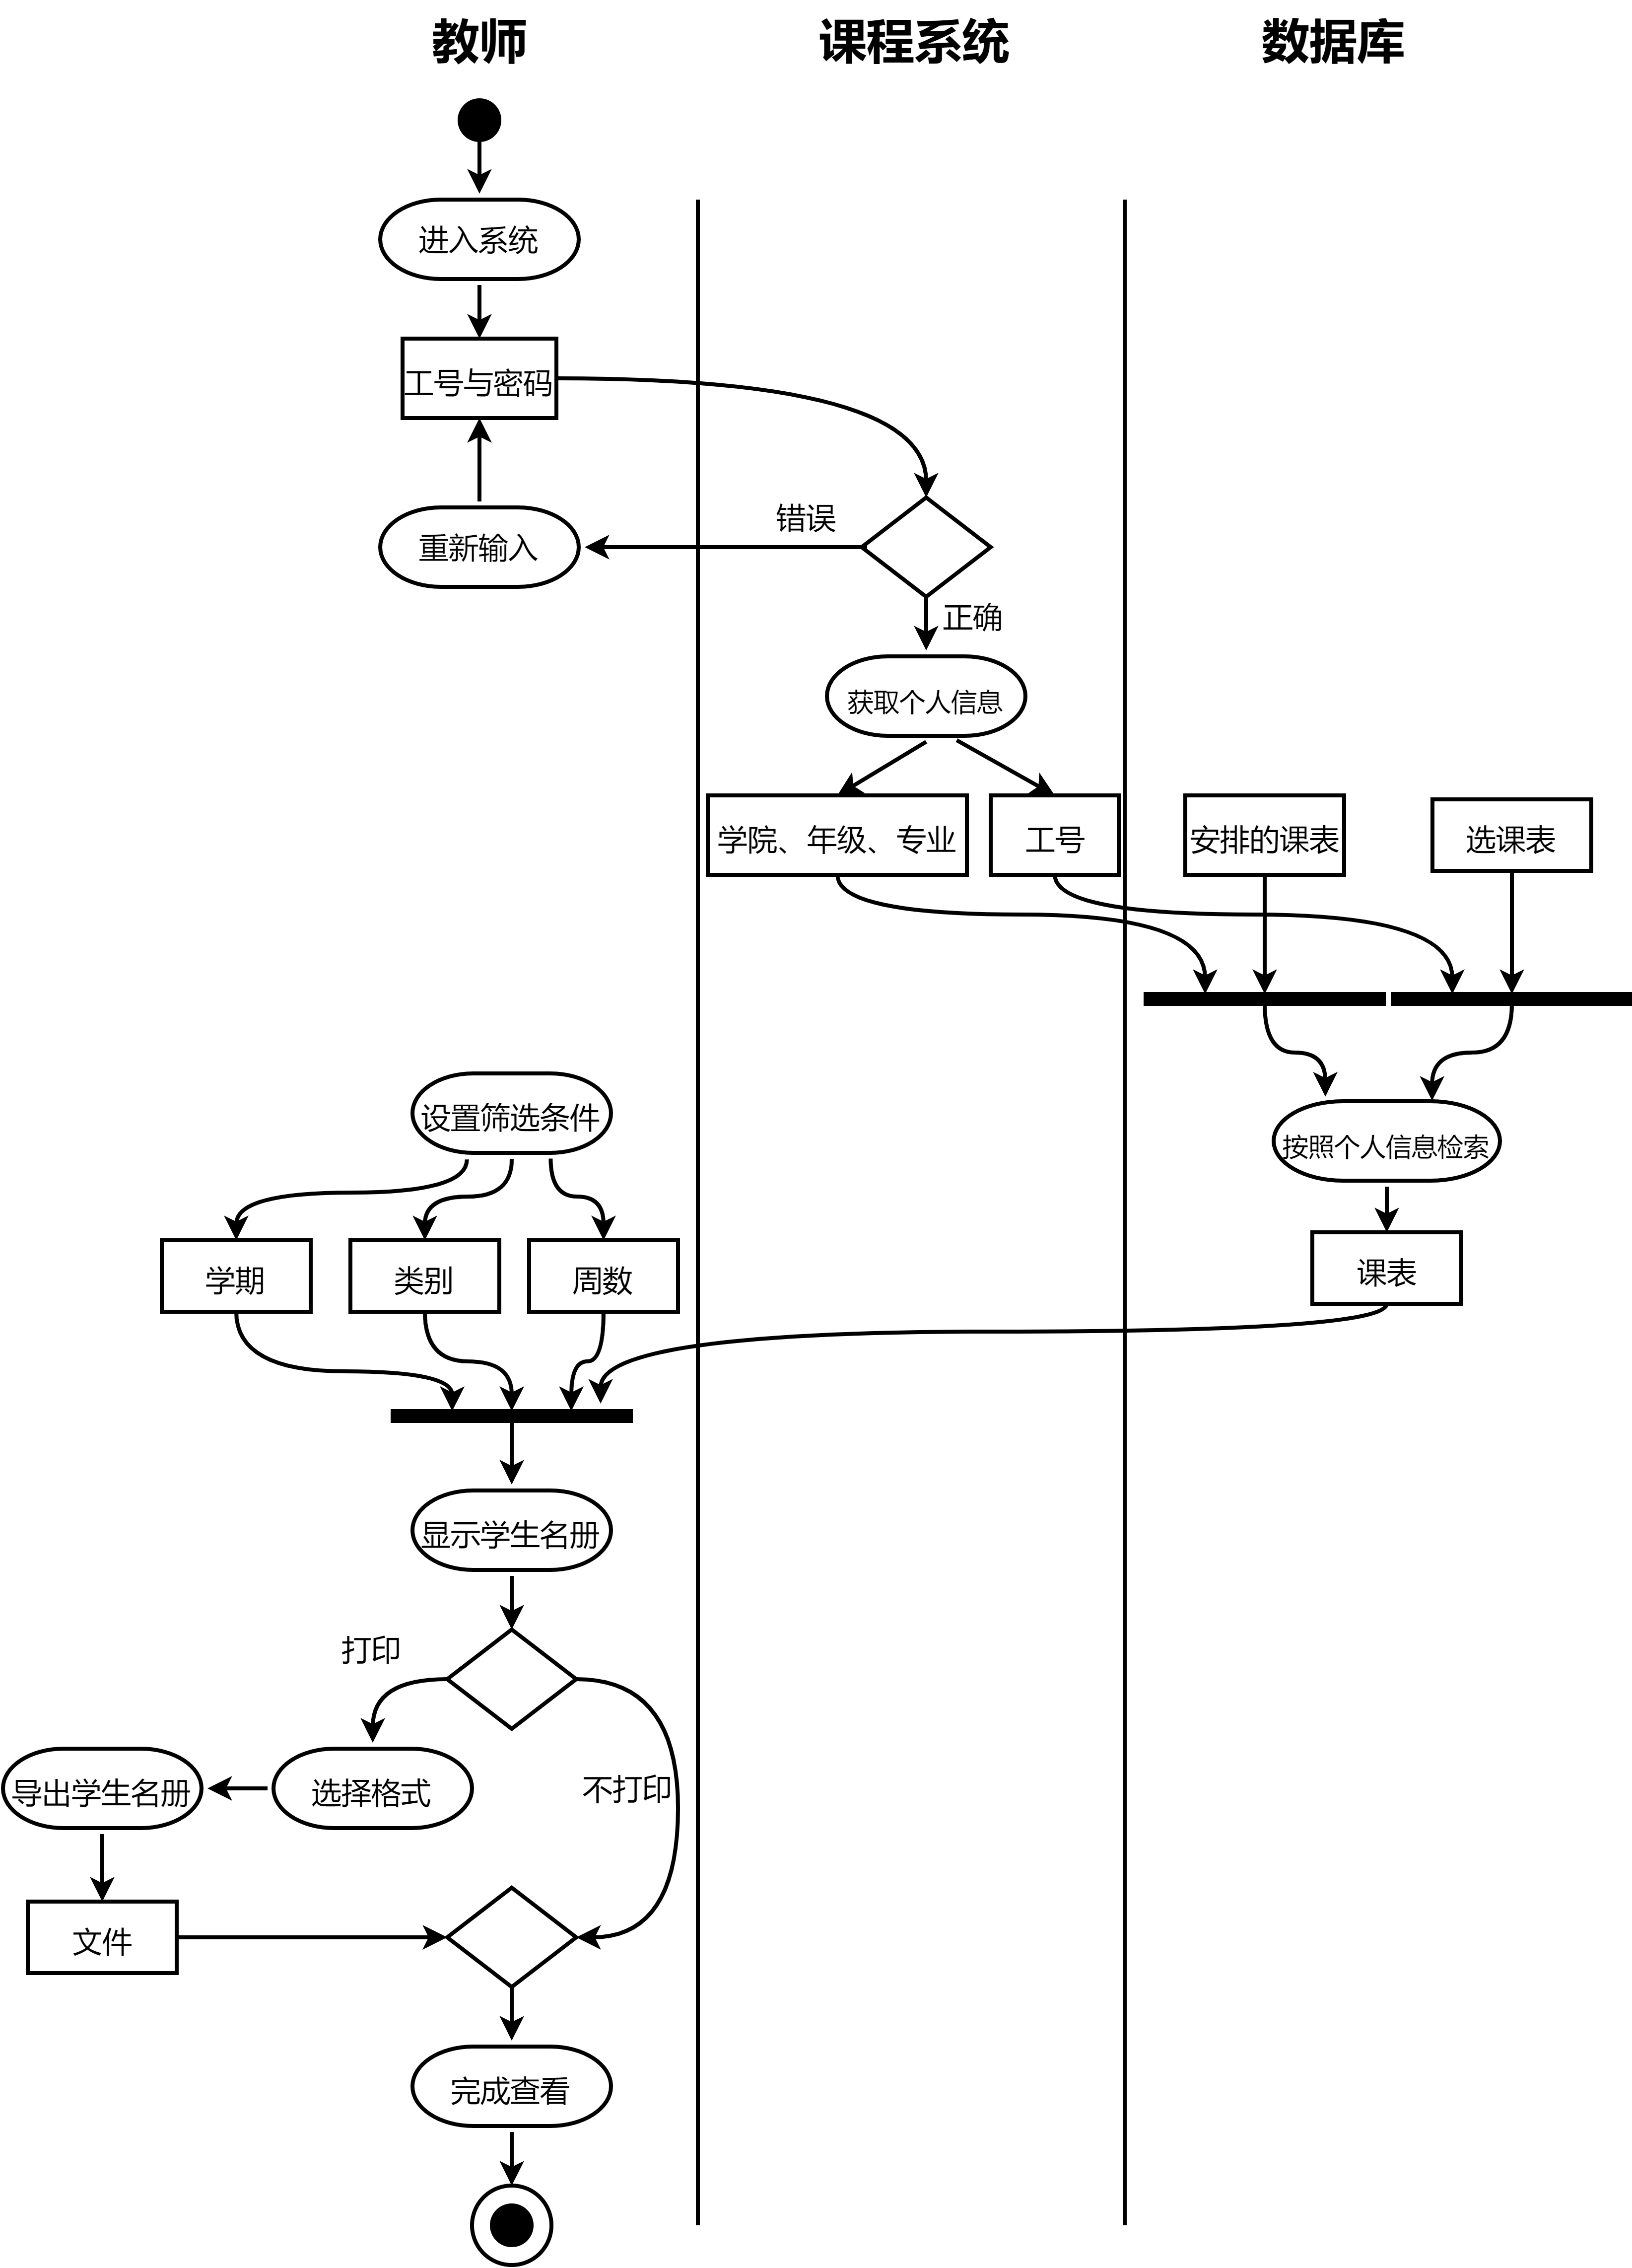 教师
课程系统
数据库
进入系统
工号与密码
错误
重新输入
正确
获取个人信息
学院、年级、专业
工号
安排的课表
选课表
设置筛选条件
按照个人信息检索
学期
类别
周数
课表
显示学生名册
打印
不打印
导出学生名册
选择格式
文件
完成查看